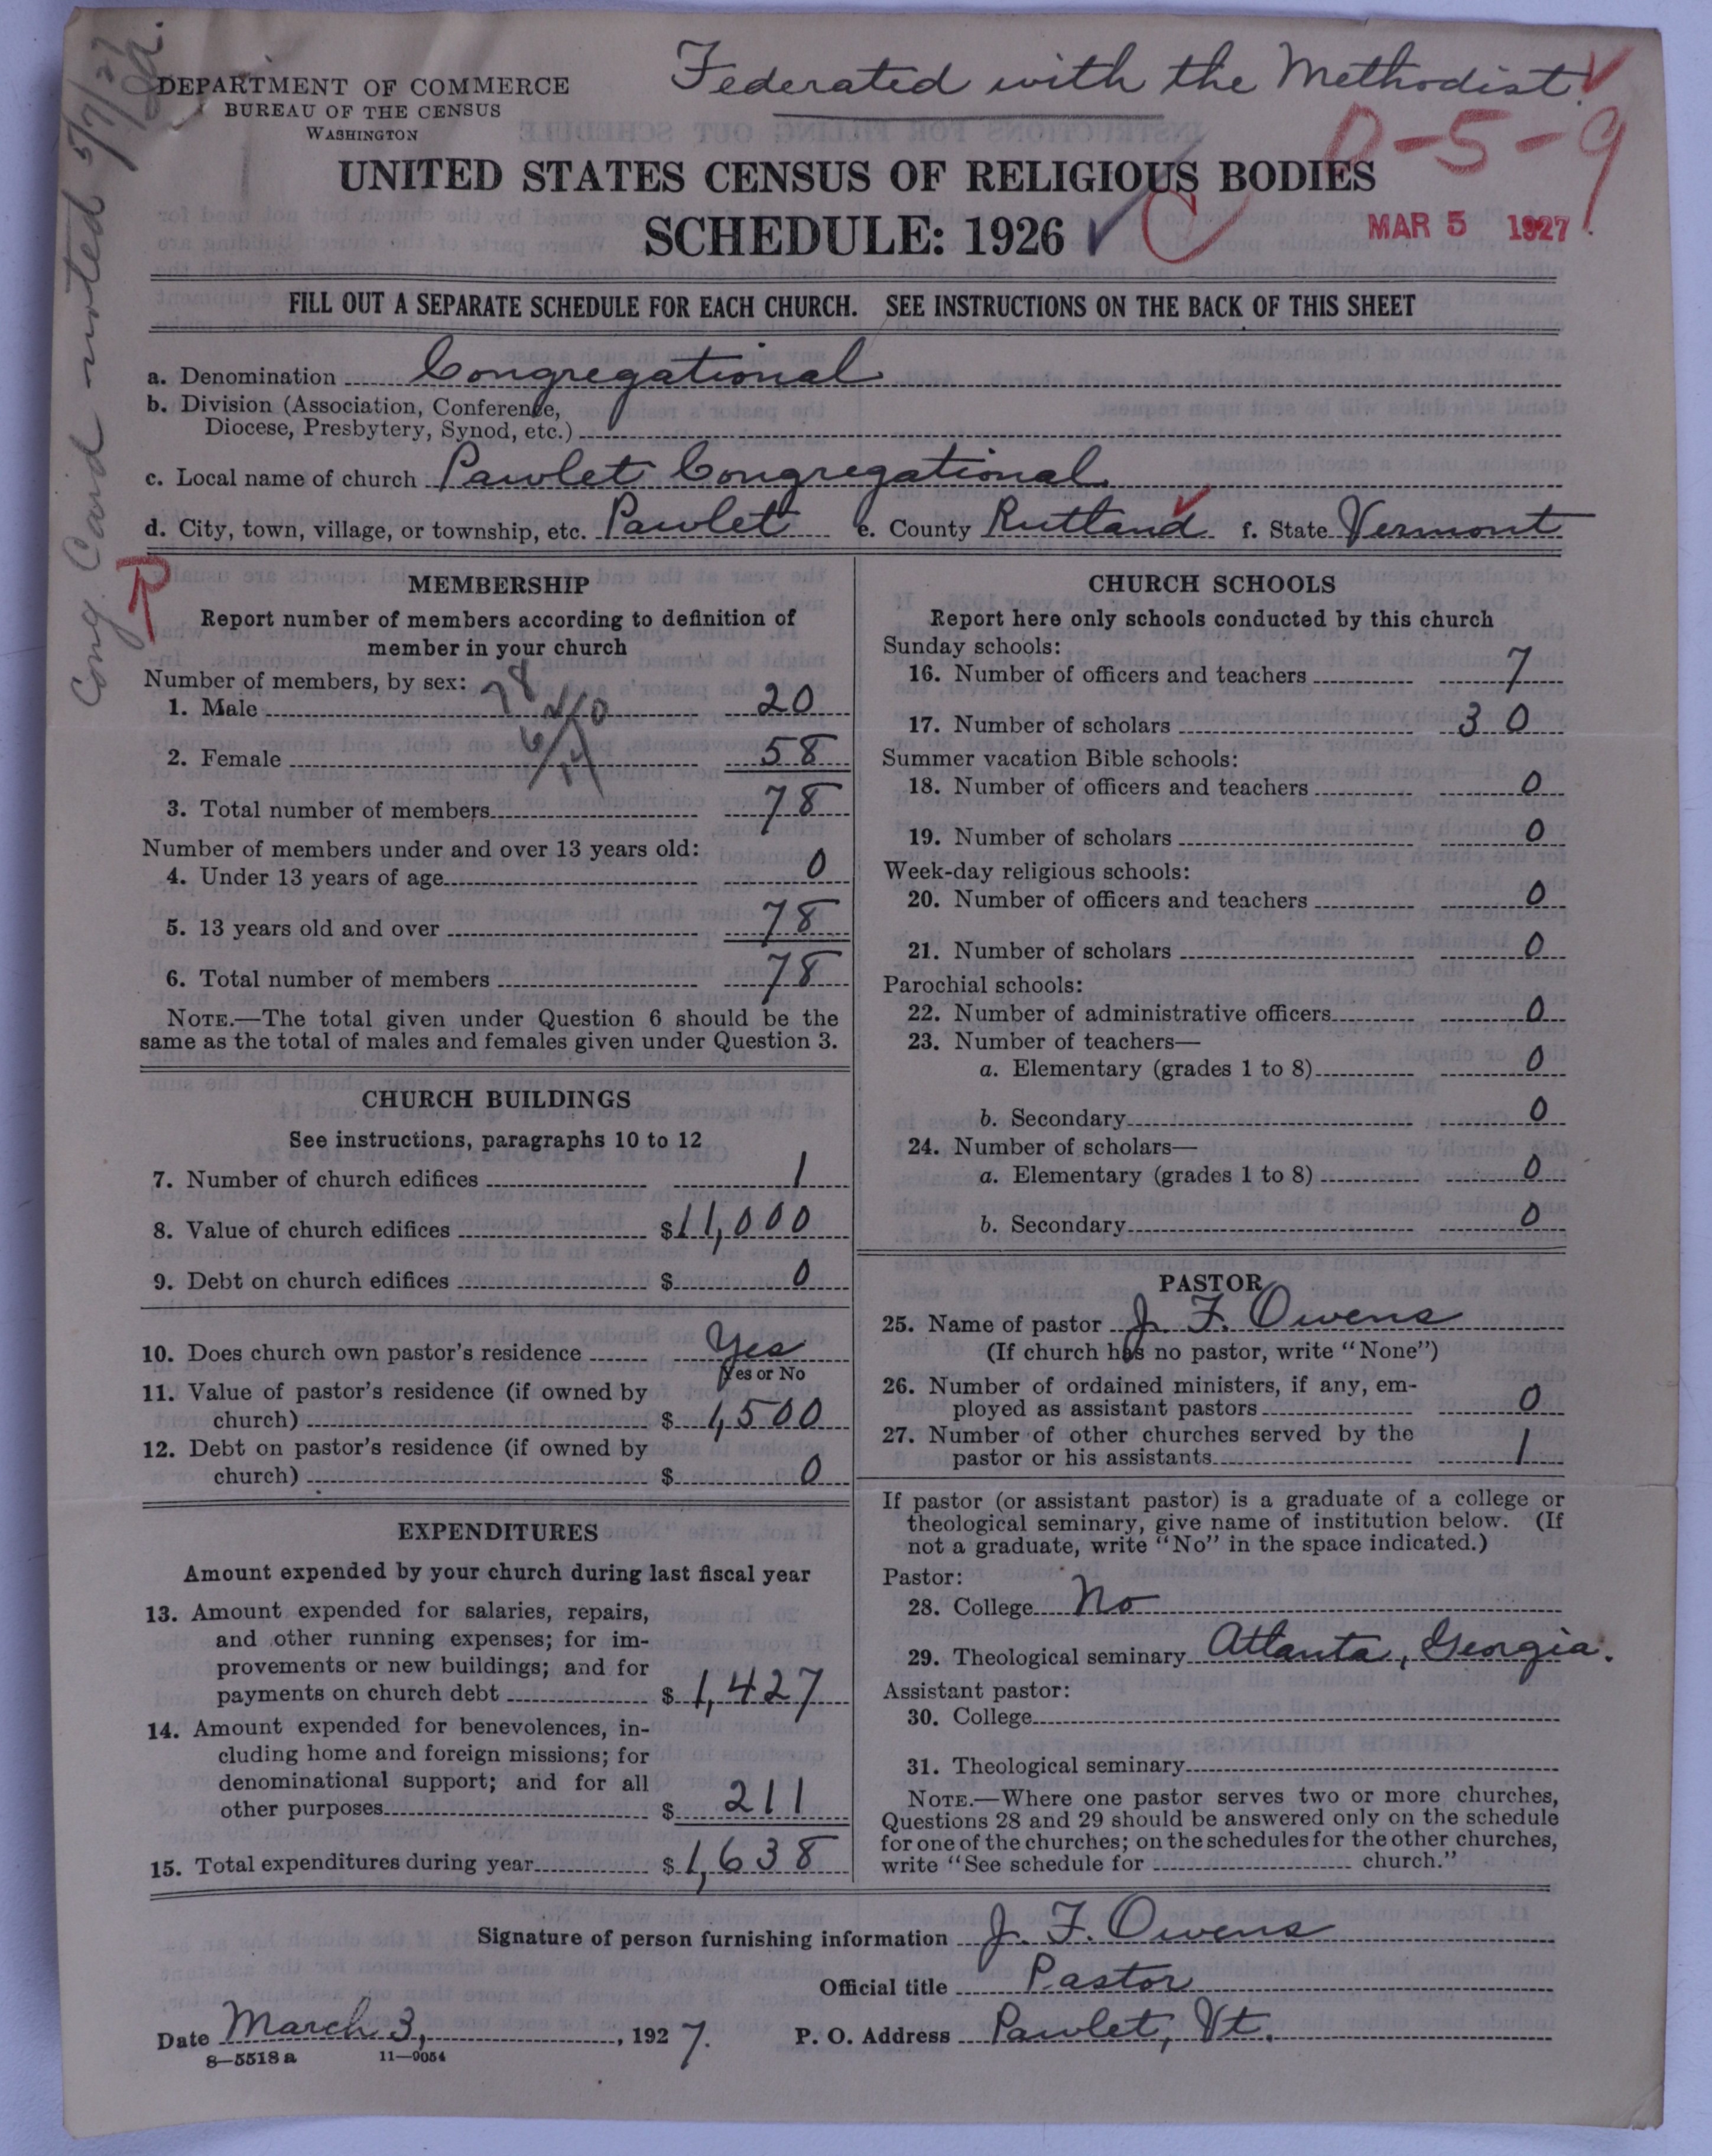 Federated with the Methodist
DEPARTMENT OF COMMERCE
BUREAU OF THE CENSUS
WASHINGTON
D-5-9
UNITED STATES CENSUS OF RELIGIOUS BODIES
SCHEDULE: 1926
C
MAR 5 1927
Cong. Card noted 5/7/27
FILL OUT A SEPARATE SCHEDULE FOR EACH CHURCH. SEE INSTRUCTIONS ON THE BACK OF THIS SHEET
a. Denomination Congregational
b. Division (Association, Conference,
Diocese, Presbytery, Synod, etc.)
c. Local name of church Pawlet Congregational
d. City, town, village, or township, etc. Pawlet e. County Rutland f. State Vermont
R
MEMBERSHIP
Report number of members according to definition of
member in your church
Number of members, by sex: 78
1. Male 20
2. Female 58
3. Total number of members 78
Number of members under and over 13 years old:
4. Under 13 years of age 0
5. 13 years old and over 78
6. Total number of members 78
NOTE.—The total given under Question 6 should be the
same as the total of males and females given under Question 3.
CHURCH BUILDINGS
See instructions, paragraphs 10 to 12
7. Number of church edifices 1
8. Value of church edifices $11,000
9. Debt on church edifices $ 0
10. Does church own pastor's residence Yes
Yes or No
11. Value of pastor's residence (if owned by
church) $ 1,500
12. Debt on pastor's residence (if owned by
church) $ 0
EXPENDITURES
Amount expended by your church during last fiscal year
13. Amount expended for salaries, repairs,
and other running expenses; for im-
provements or new buildings; and for
payments on church debt $ 1,427
14. Amount expended for benevolences, in-
cluding home and foreign missions; for
denominational support; and for all
other purposes $ 211
15. Total expenditures during year $ 1,638
CHURCH SCHOOLS
Report here only schools conducted by this church
Sunday schools:
16. Number of officers and teachers 7
17. Number of scholars 30
Summer vacation Bible schools:
18. Number of officers and teachers 0
19. Number of scholars 0
Week-day religious schools:
20. Number of officers and teachers 0
21. Number of scholars 0
Parochial schools:
22. Number of administrative officers 0
23. Number of teachers—
a. Elementary (grades 1 to 8) 0
b. Secondary 0
24. Number of scholars—
a. Elementary (grades 1 to 8) 0
b. Secondary 0
PASTOR
25. Name of pastor J. F. Owens
(If church has no pastor, write "None")
26. Number of ordained ministers, if any, em-
ployed as assistant pastors 0
27. Number of other churches served by the
pastor or his assistants 1
If pastor (or assistant pastor) is a graduate of a college or
theological seminary, give name of institution below. (If
not a graduate, write "No" in the space indicated.)
Pastor:
28. College No
29. Theological seminary Atlanta, Georgia.
Assistant pastor:
30. College
31. Theological seminary
NOTE.—Where one pastor serves two or more churches,
Questions 28 and 29 should be answered only on the schedule
for one of the churches; on the schedules for the other churches,
write "See schedule for church."
Signature of person furnishing information J. F. Owens
Official title Pastor
Date March 3, , 1927. P. O. Address Pawlet, Vt.
8—5518 a 11—9054